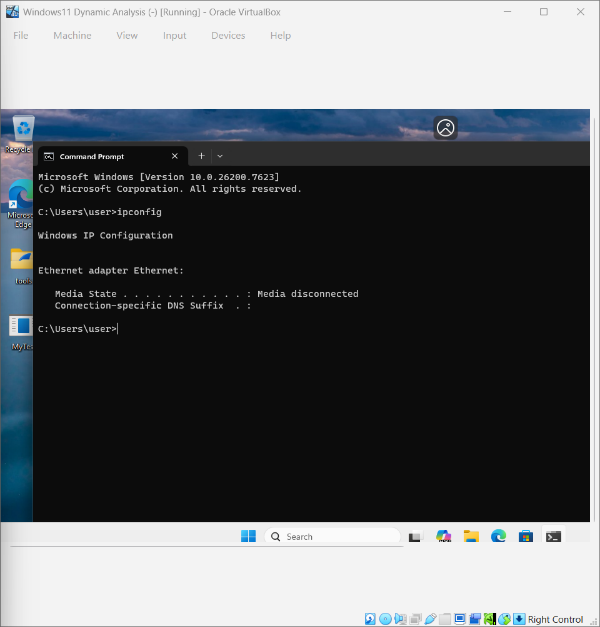 Windows11 Dynamic Analysis (-) [Running] - Oracle VirtualBox
File Machine View Input Devices Help
Recycle
Command Prompt
Microsoft Windows [Version 10.0.26200.7623]
(c) Microsoft Corporation. All rights reserved.
C:\Users\user>ipconfig
Windows IP Configuration
Ethernet adapter Ethernet:
Media State . . . . . . . . . . . : Media disconnected
Connection-specific DNS Suffix . :
C:\Users\user>
Micros
Edge
Tools
MyTe
Search
Right Control